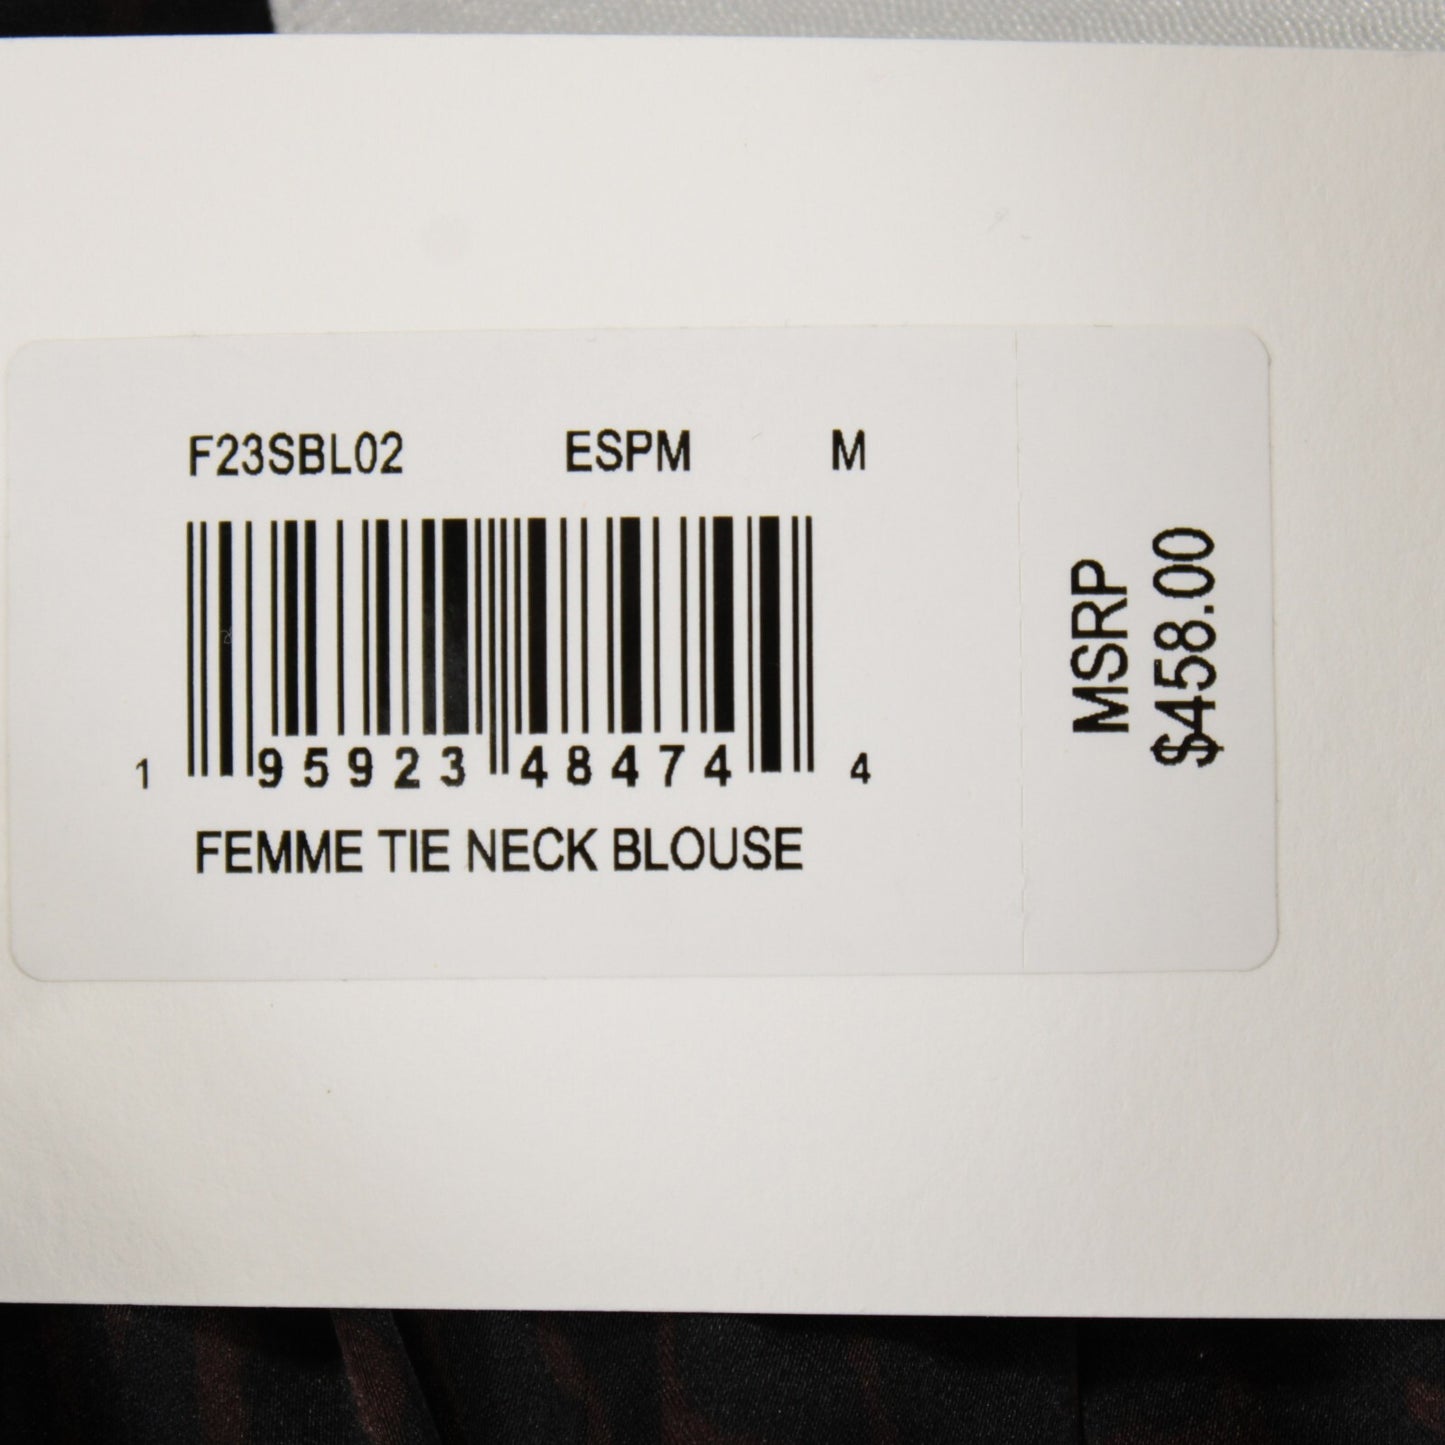 F23SBL02 ESPM M
1 95923 48474 4
FEMME TIE NECK BLOUSE
MSRP
$458.00